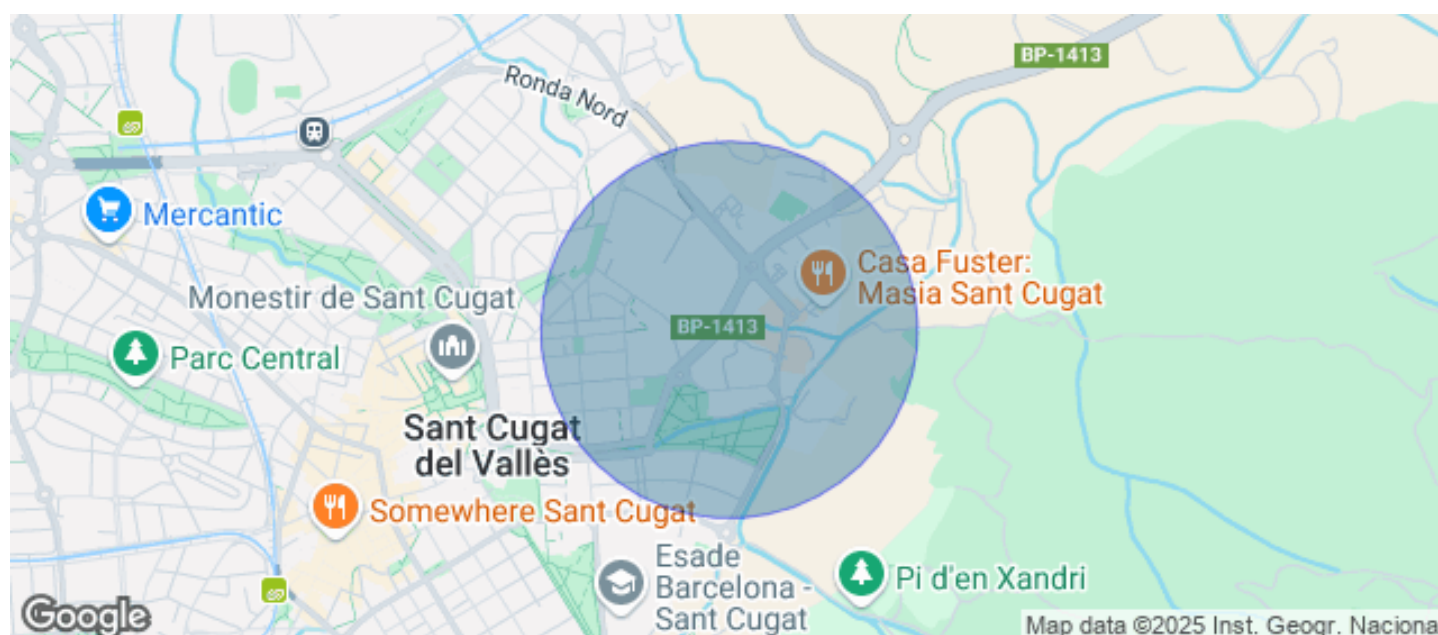 BP-1413
Ronda Nord
Mercantic
Monestir de Sant Cugat
Casa Fuster:
Masia Sant Cugat
BP-1413
Parc Central
Sant Cugat
del Vallès
Somewhere Sant Cugat
Esade
Barcelona -
Sant Cugat
Pi d'en Xandri
Google
Map data ©2025 Inst. Geogr. Naciona